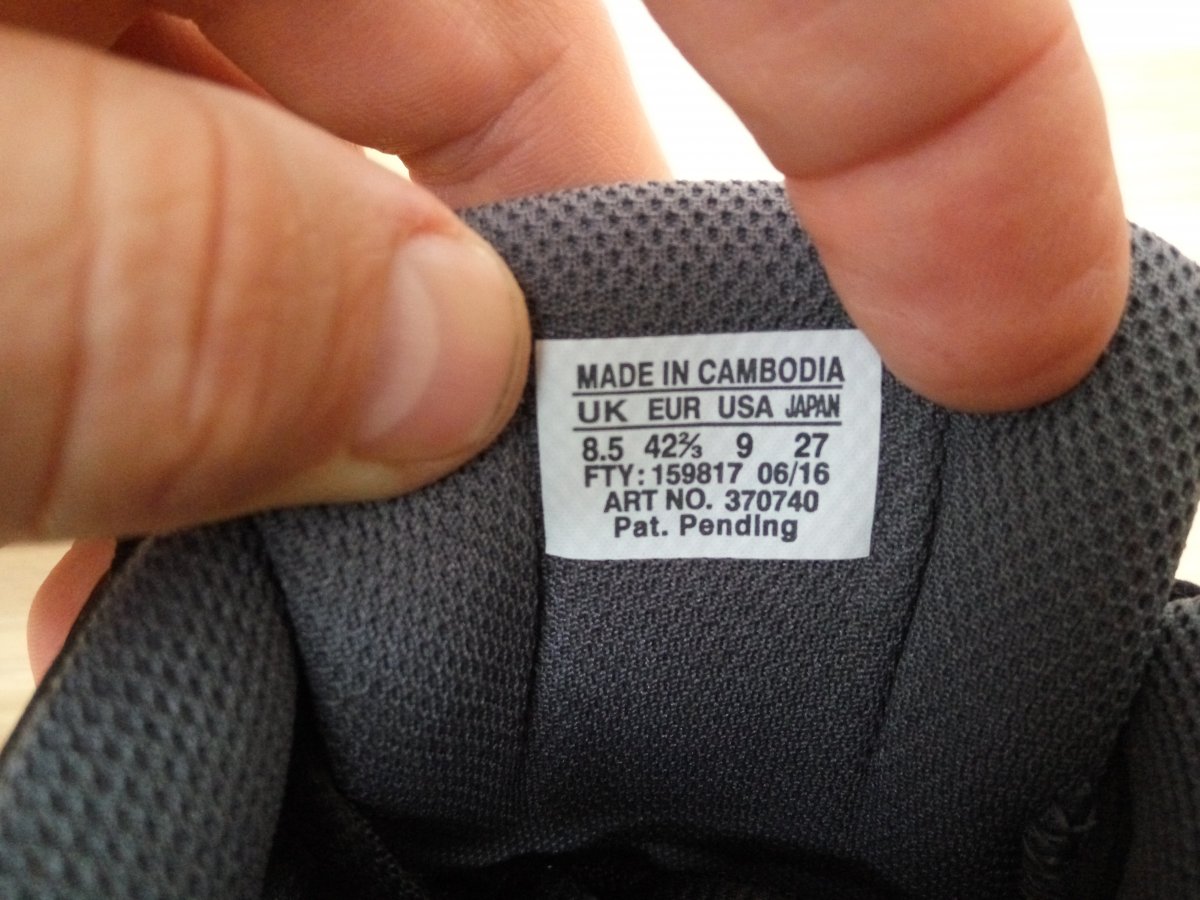 MADE IN CAMBODIA
UK EUR USA JAPAN
8.5 42⅔ 9 27
FTY: 159817 06/16
ART NO. 370740
Pat. Pending